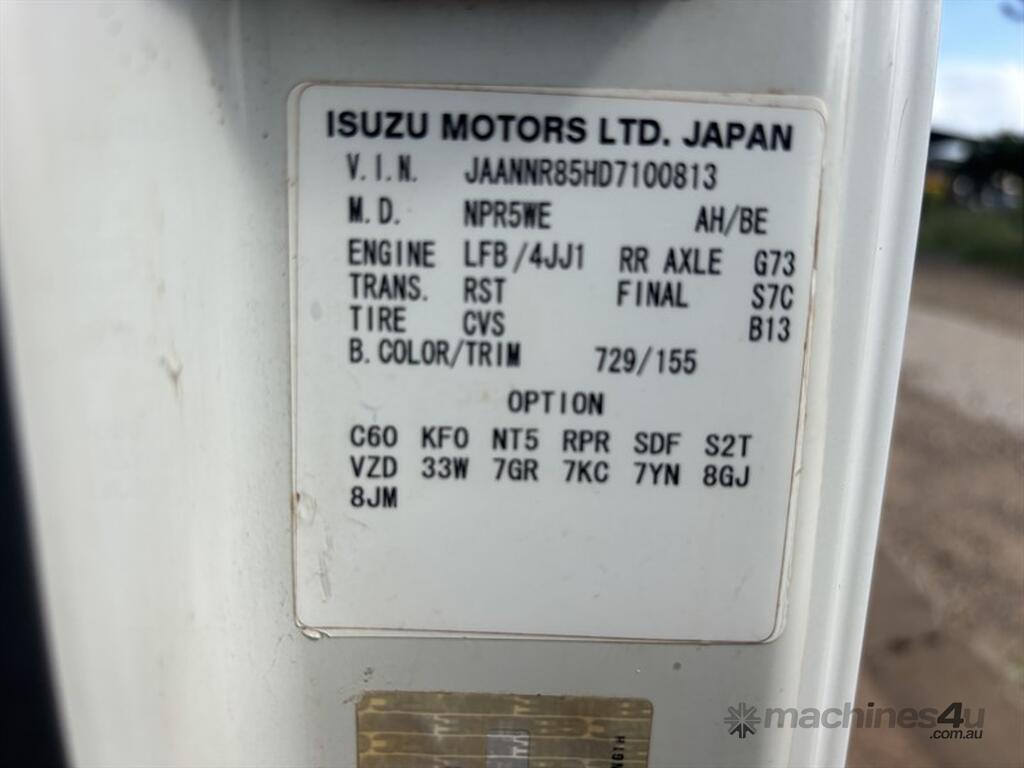 ISUZU MOTORS LTD. JAPAN
V.I.N. JAANNR85HD7100813
M.D. NPR5WE AH/BE
ENGINE LFB/4JJ1 RR AXLE G73
TRANS. RST FINAL S7C
TIRE CVS B13
B.COLOR/TRIM 729/155
OPTION
C60 KF0 NT5 RPR SDF S2T
VZD 33W 7GR 7KC 7YN 8GJ
8JM
machines4u
.com.au